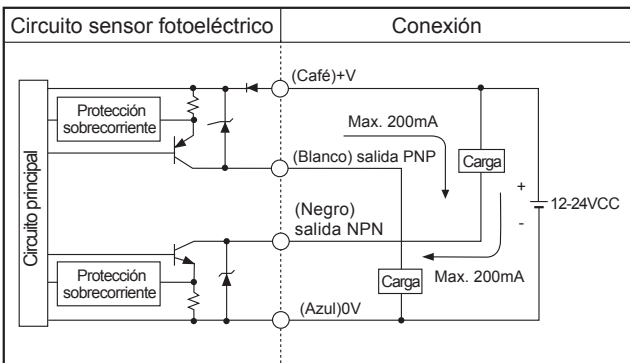 Circuito sensor fotoeléctrico
Conexión
(Café)+V
Protección
sobrecorriente
Max. 200mA
(Blanco) salida PNP
Carga
Circuito principal
+
12-24VCC
-
(Negro)
salida NPN
Protección
sobrecorriente
Carga
Max. 200mA
(Azul)0V